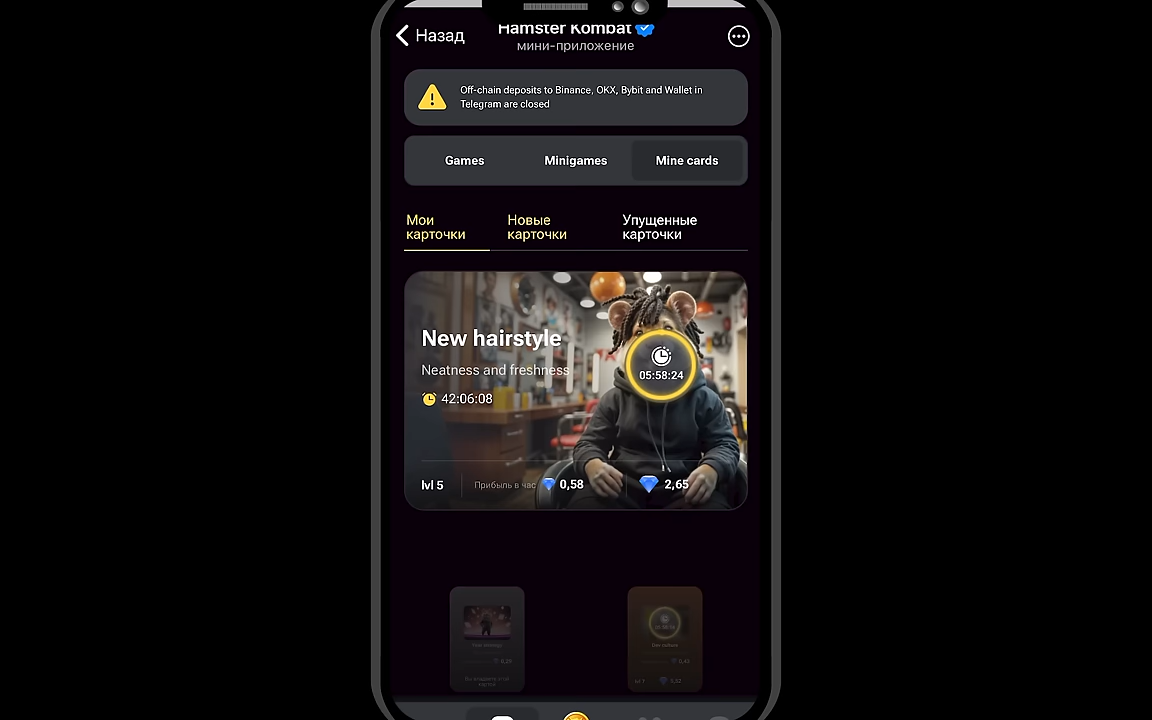 Назад
Hamster Kombat
мини-приложение
Off-chain deposits to Binance, OKX, Bybit and Wallet in
Telegram are closed
Games
Minigames
Mine cards
Мои
карточки
Новые
карточки
Упущенные
карточки
New hairstyle
Neatness and freshness
05:58:24
42:06:08
lvl 5
Прибыль в час
0,58
2,65